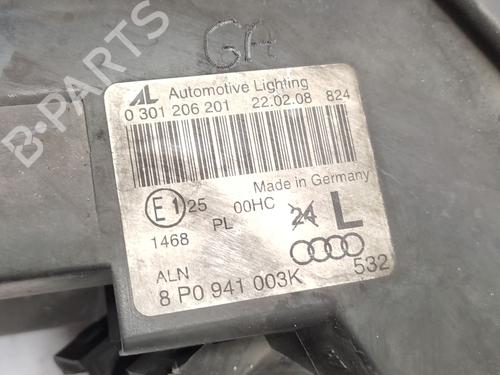 GH
AL Automotive Lighting
0 301 206 201 22.02.08 824
Made in Germany
E1 25 00HC 24 L
1468 PL
ALN 532
8 P0 941 003K
B-PARTS